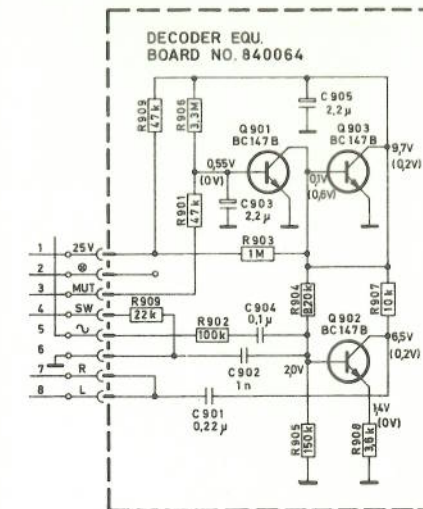 DECODER EQU.
BOARD NO. 840064
R909
47k
R906
3,3M
C905
2,2µ
Q901
BC147B
Q903
BC147B
9,7V
(0,2V)
0,55V
(0V)
0,1V
(0,6V)
R901
47k
C903
2,2µ
1
25V
R903
1M
2
⊗
3
MUT
4
SW
R909
22k
C904
0,1µ
R904
820k
R907
10k
5
∿
R902
100k
Q902
BC147B
6,5V
(0,2V)
6
C902
1n
2,0V
7
R
8
L
C901
0,22µ
1,4V
(0V)
R905
150k
R908
3,6k